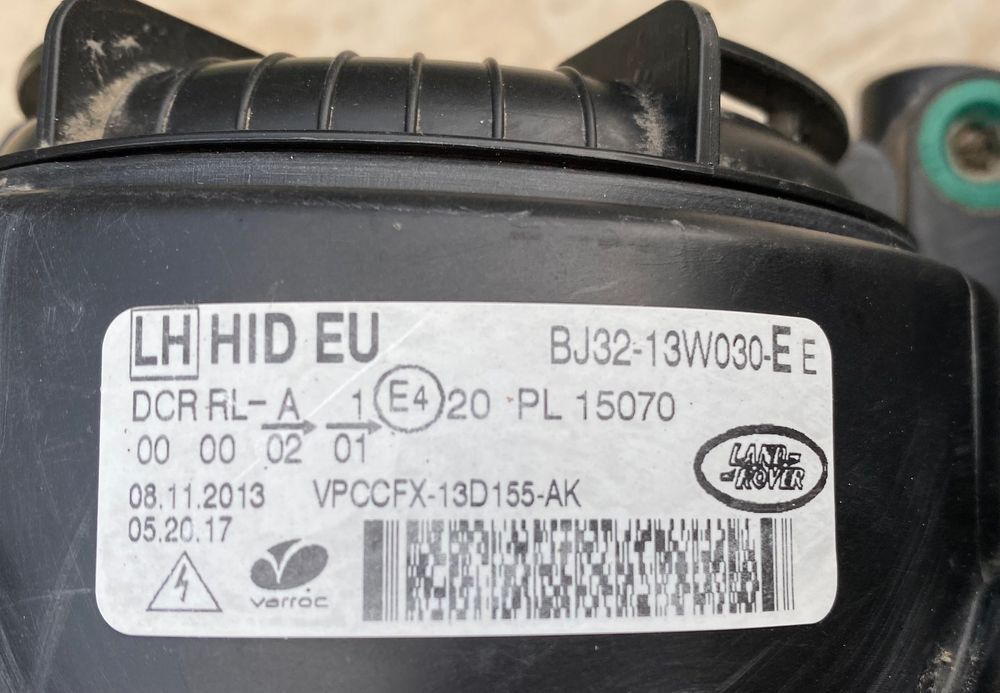 LH HID EU BJ32-13W030-E E
DCR RL- A 1 E4 20 PL 15070
00 00 02 01
LAND-
ROVER
08.11.2013 VPCCFX-13D155-AK
05.20.17
varroc